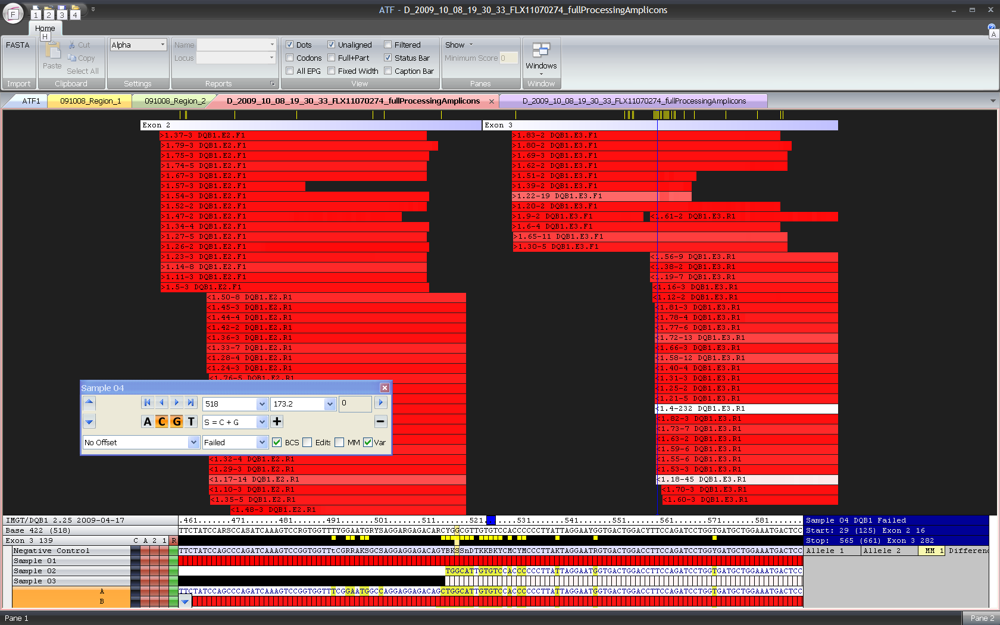 ATF - D_2009_10_08_19_30_33_FLX11070274_fullProcessingAmplicons
F 1 2 3 4
Home
H A
FASTA
Import
Paste
Cut
Copy
Select All
Clipboard
Alpha
Settings
Name
Locus
Reports
Dots Unaligned Filtered
Codons Full+Part Status Bar
All EPG Fixed Width Caption Bar
View
Show
Minimum Score 0
Panes
Windows
Window
ATF1 091008_Region_1 091008_Region_2 D_2009_10_08_19_30_33_FLX11070274_fullProcessingAmplicons D_2009_10_08_19_30_33_FLX11070274_fullProcessingAmplicons
Exon 2 Exon 3
>1.37-3 DQB1.E2.F1 >1.83-2 DQB1.E3.F1
>1.79-3 DQB1.E2.F1 >1.80-2 DQB1.E3.F1
>1.75-3 DQB1.E2.F1 >1.69-3 DQB1.E3.F1
>1.74-5 DQB1.E2.F1 >1.62-2 DQB1.E3.F1
>1.67-3 DQB1.E2.F1 >1.51-2 DQB1.E3.F1
>1.57-3 DQB1.E2.F1 >1.39-2 DQB1.E3.F1
>1.54-3 DQB1.E2.F1 >1.22-19 DQB1.E3.F1
>1.52-2 DQB1.E2.F1 >1.20-2 DQB1.E3.F1
>1.47-2 DQB1.E2.F1 >1.9-2 DQB1.E3.F1 <1.61-2 DQB1.E3.R1
>1.34-4 DQB1.E2.F1 >1.6-4 DQB1.E3.F1
>1.27-5 DQB1.E2.F1 >1.65-11 DQB1.E3.F1
>1.26-2 DQB1.E2.F1 >1.30-5 DQB1.E3.F1
>1.23-3 DQB1.E2.F1 <1.56-9 DQB1.E3.R1
>1.14-8 DQB1.E2.F1 <1.38-2 DQB1.E3.R1
>1.11-3 DQB1.E2.F1 <1.19-7 DQB1.E3.R1
>1.5-3 DQB1.E2.F1 <1.16-3 DQB1.E3.R1
<1.50-8 DQB1.E2.R1 <1.12-2 DQB1.E3.R1
<1.45-3 DQB1.E2.R1 <1.81-3 DQB1.E3.R1
<1.44-4 DQB1.E2.R1 <1.78-4 DQB1.E3.R1
<1.42-2 DQB1.E2.R1 <1.77-6 DQB1.E3.R1
<1.36-3 DQB1.E2.R1 <1.72-13 DQB1.E3.R1
<1.33-7 DQB1.E2.R1 <1.66-3 DQB1.E3.R1
<1.28-4 DQB1.E2.R1 <1.58-12 DQB1.E3.R1
<1.24-3 DQB1.E2.R1 <1.40-4 DQB1.E3.R1
<1.76-5 DQB1.E2.R1 <1.31-3 DQB1.E3.R1
<1.25-2 DQB1.E3.R1
<1.21-5 DQB1.E3.R1
<1.4-232 DQB1.E3.R1
<1.82-3 DQB1.E3.R1
<1.73-7 DQB1.E3.R1
<1.63-2 DQB1.E3.R1
<1.59-6 DQB1.E3.R1
Sample 04
518 173.2 0
A C G T S = C + G
No Offset Failed BCS Edits MM Var
<1.32-4 DQB1.E2.R1 <1.55-6 DQB1.E3.R1
<1.29-3 DQB1.E2.R1 <1.53-3 DQB1.E3.R1
<1.17-14 DQB1.E2.R1 <1.18-45 DQB1.E3.R1
<1.10-3 DQB1.E2.R1 <1.70-3 DQB1.E3.R1
<1.35-5 DQB1.E2.R1 <1.60-3 DQB1.E3.R1
<1.48-3 DQB1.E2.R1
IMGT/DQB1 2.25 2009-04-17 .461 471 481 491 501 511 521 531 541 551 561 571 581 Sample 04 DQB1 Failed
Base 422 (518) Start: 29 (125) Exon 2 16
Exon 3 139 C A 2 1 R Stop: 565 (661) Exon 3 282
Negative Control Allele 1 Allele 2 MM 1 Differenc
Sample 01
Sample 02 TGGCATTGTGTCCACCCCCCTTATTAGGAATGGTGACTGGACCTTCCAGATCCTGGTGATGCTGGAAATGACTCC
Sample 03
A TTCTATCCAGCCCAGATCAAAGTCCGGTGGTTTCGGAATGGCCAGGAGGAGACAGCTGGCATTGTGTCCACCCCCCTTATTAGGAATGGTGACTGGACCTTCCAGATCCTGGTGATGCTGGAAATGACTCC
B
Pane 1 Pane 2